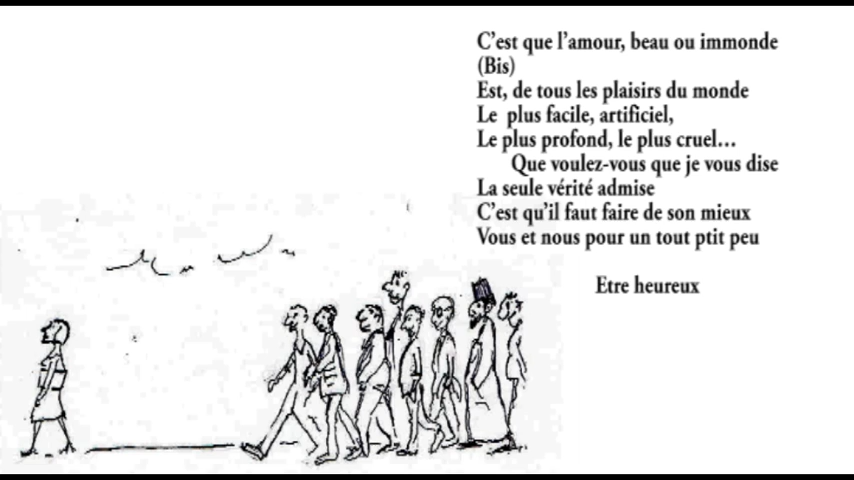 C'est que l'amour, beau ou immonde
(Bis)
Est, de tous les plaisirs du monde
Le plus facile, artificiel,
Le plus profond, le plus cruel...
Que voulez-vous que je vous dise
La seule vérité admise
C'est qu'il faut faire de son mieux
Vous et nous pour un tout ptit peu
Etre heureux